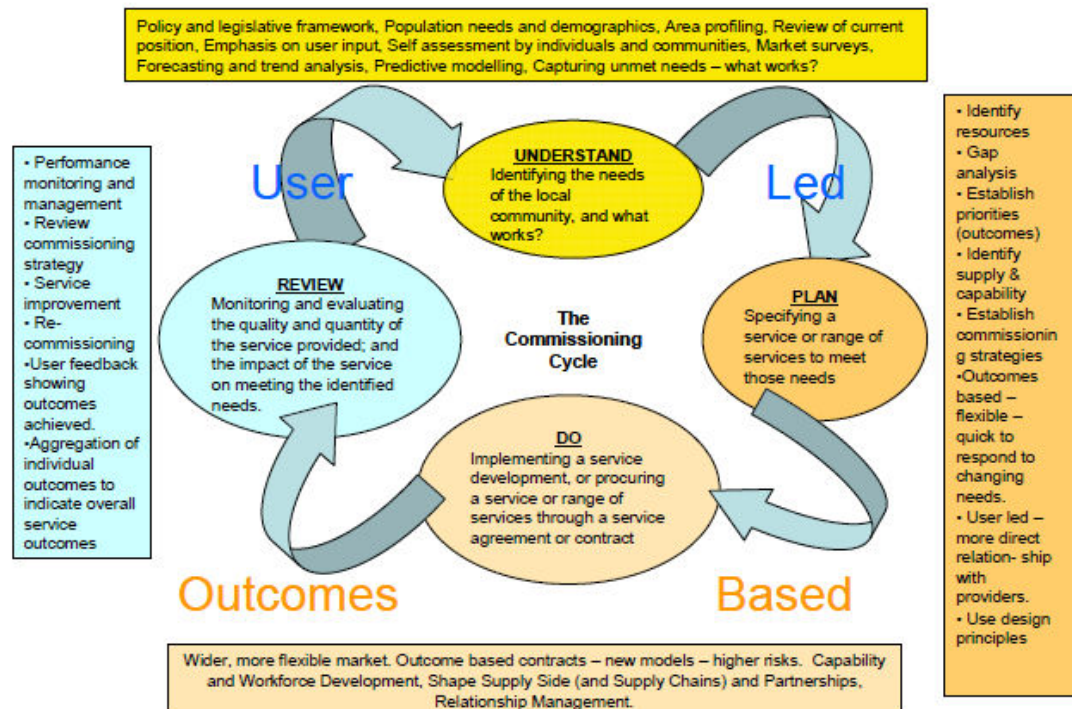 Policy and legislative framework, Population needs and demographics, Area profiling, Review of current
position, Emphasis on user input, Self assessment by individuals and communities, Market surveys,
Forecasting and trend analysis, Predictive modelling, Capturing unmet needs – what works?
User
Led
UNDERSTAND
Identifying the needs
of the local
community, and what
works?
• Performance
monitoring and
management
• Review
commissioning
strategy
• Service
improvement
• Re-
commissioning
•User feedback
showing
outcomes
achieved.
•Aggregation of
individual
outcomes to
indicate overall
service
outcomes
REVIEW
Monitoring and evaluating
the quality and quantity of
the service provided; and
the impact of the service
on meeting the identified
needs.
The
Commissioning
Cycle
PLAN
Specifying a
service or range of
services to meet
those needs
• Identify
resources
• Gap
analysis
• Establish
priorities
(outcomes)
• Identify
supply &
capability
• Establish
commissionin
g strategies
•Outcomes
based –
flexible –
quick to
respond to
changing
needs.
• User led –
more direct
relation- ship
with
providers.
• Use design
principles
DO
Implementing a service
development, or procuring
a service or range of
services through a service
agreement or contract
Outcomes
Based
Wider, more flexible market. Outcome based contracts – new models – higher risks. Capability
and Workforce Development, Shape Supply Side (and Supply Chains) and Partnerships,
Relationship Management.